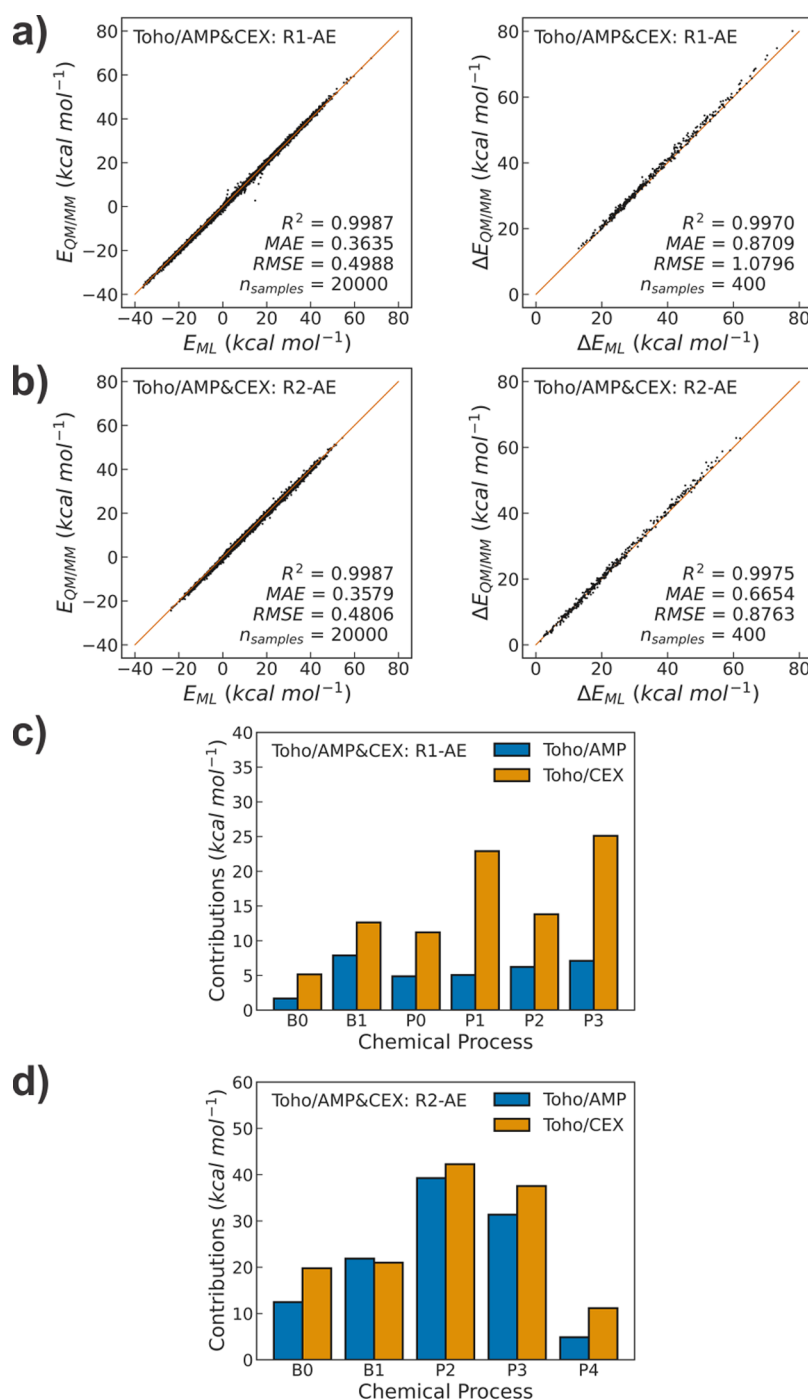 a)
Toho/AMP&CEX: R1-AE
E_QM/MM (kcal mol⁻¹)
80
60
40
20
0
−20
−40
R² = 0.9987
MAE = 0.3635
RMSE = 0.4988
n_samples = 20000
−40 −20 0 20 40 60 80
E_ML (kcal mol⁻¹)
Toho/AMP&CEX: R1-AE
ΔE_QM/MM (kcal mol⁻¹)
80
60
40
20
0
R² = 0.9970
MAE = 0.8709
RMSE = 1.0796
n_samples = 400
0 20 40 60 80
ΔE_ML (kcal mol⁻¹)
b)
Toho/AMP&CEX: R2-AE
E_QM/MM (kcal mol⁻¹)
80
60
40
20
0
−20
−40
R² = 0.9987
MAE = 0.3579
RMSE = 0.4806
n_samples = 20000
−40 −20 0 20 40 60 80
E_ML (kcal mol⁻¹)
Toho/AMP&CEX: R2-AE
ΔE_QM/MM (kcal mol⁻¹)
80
60
40
20
0
R² = 0.9975
MAE = 0.6654
RMSE = 0.8763
n_samples = 400
0 20 40 60 80
ΔE_ML (kcal mol⁻¹)
c)
Toho/AMP&CEX: R1-AE
Toho/AMP
Toho/CEX
Contributions (kcal mol⁻¹)
40
35
30
25
20
15
10
5
0
B0 B1 P0 P1 P2 P3
Chemical Process
d)
Toho/AMP&CEX: R2-AE
Toho/AMP
Toho/CEX
Contributions (kcal mol⁻¹)
60
50
40
30
20
10
0
B0 B1 P2 P3 P4
Chemical Process